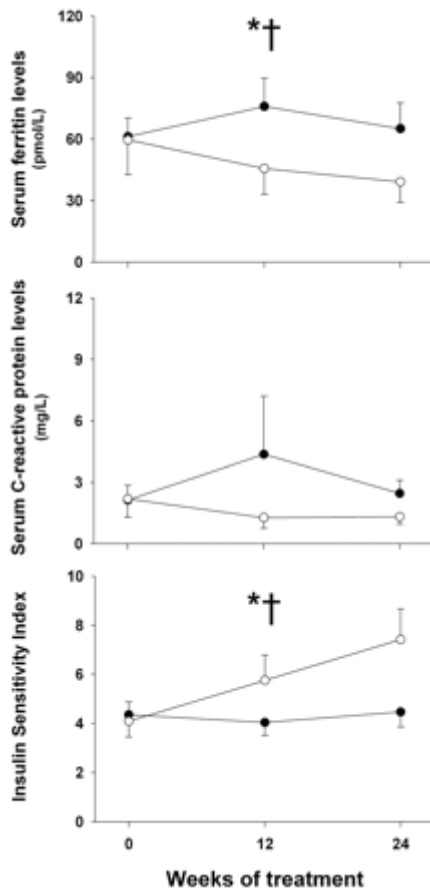 120
90
60
30
0
Serum ferritin levels
(pmol/L)
*†
12
9
6
3
0
Serum C-reactive protein levels
(mg/L)
10
8
6
4
2
0
Insulin Sensitivity Index
*†
0 12 24
Weeks of treatment